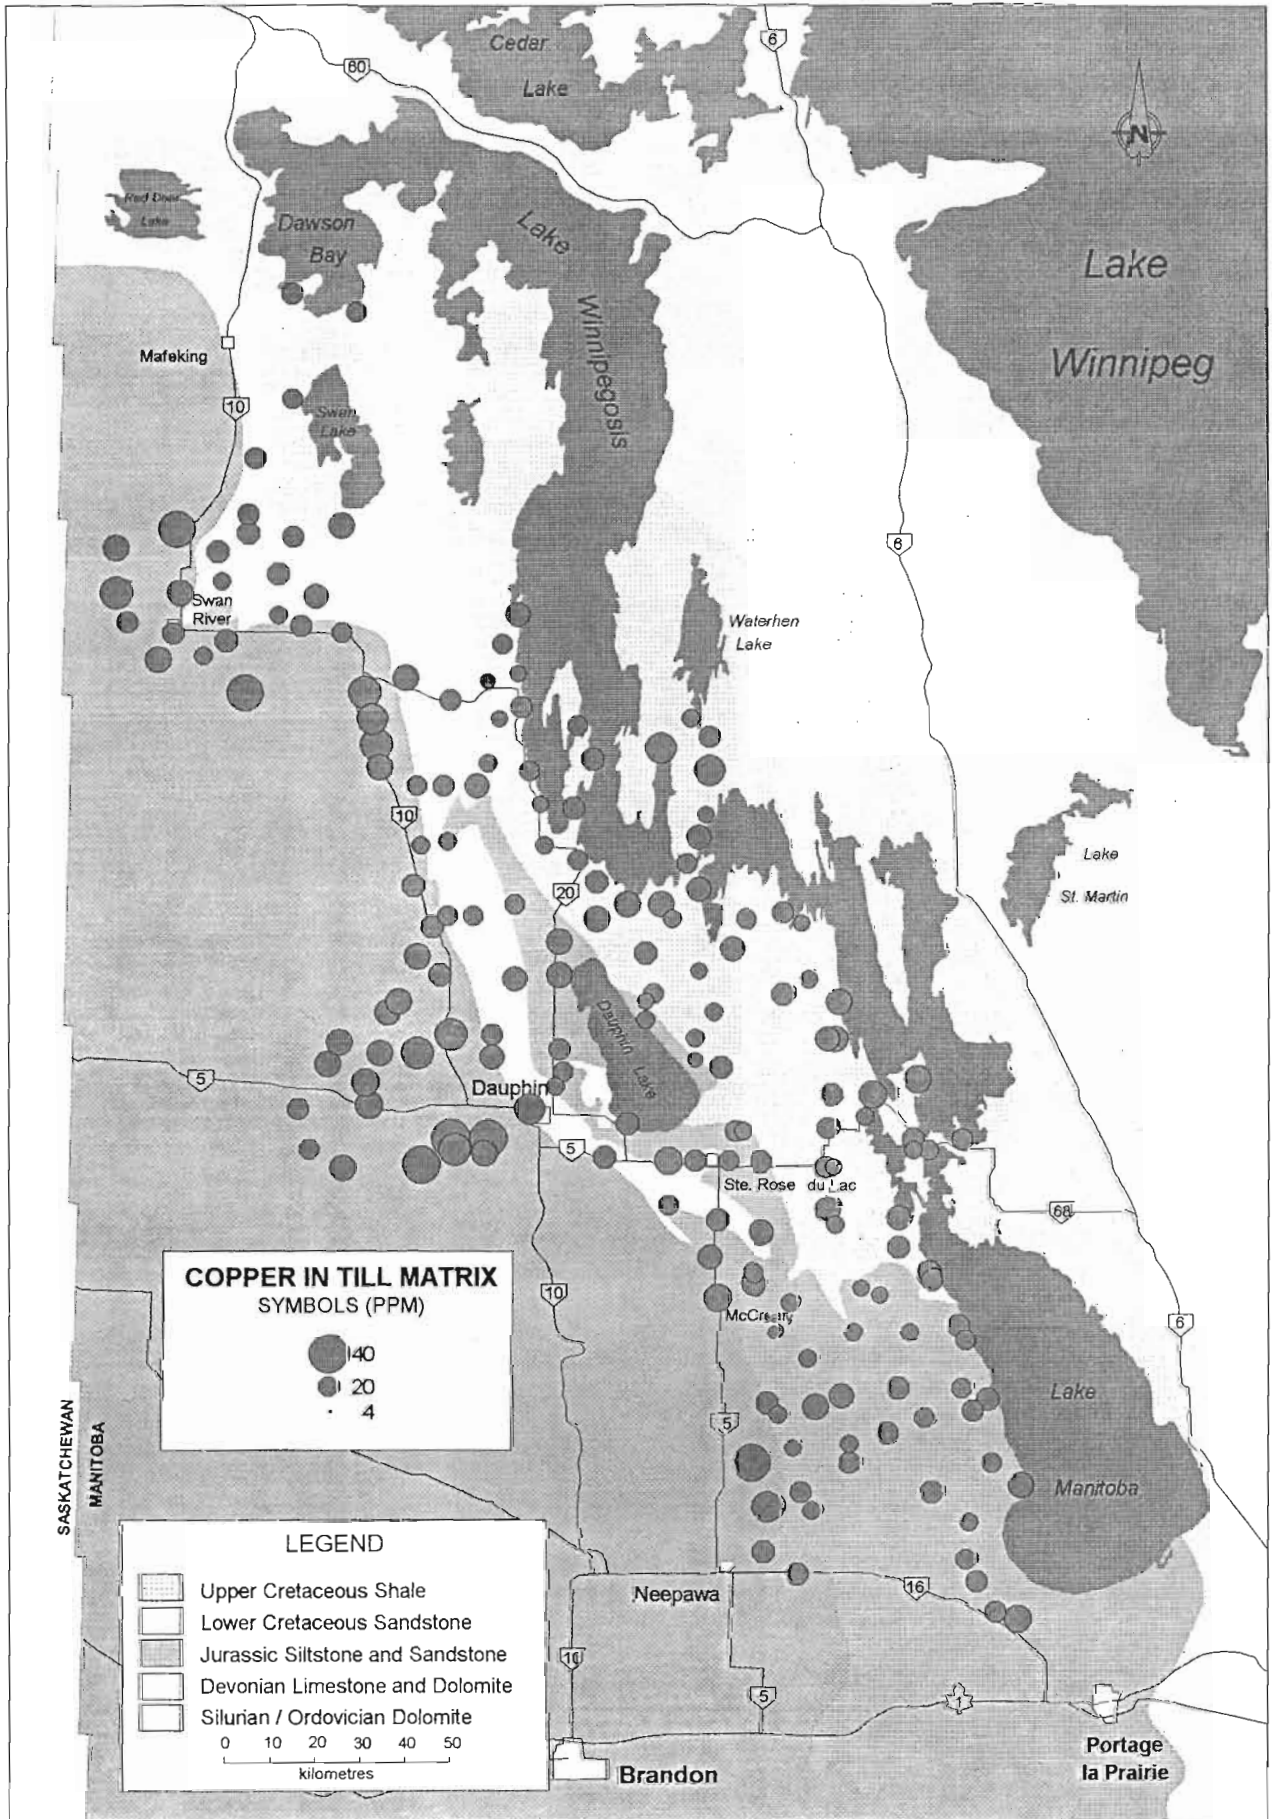 Cedar
Lake
6
60
N
Red Deer
Lake
Dawson
Bay
Lake
Winnipegosis
Lake
Winnipeg
Mafeking
10
Swan
Lake
6
Swan
River
Waterhen
Lake
10
Lake
St. Martin
20
Dauphin
Lake
5
Dauphin
5
Ste. Rose du Lac
68
COPPER IN TILL MATRIX
SYMBOLS (PPM)
40
20
4
10
McCreary
6
Lake
Manitoba
5
SASKATCHEWAN
MANITOBA
LEGEND
Upper Cretaceous Shale
Lower Cretaceous Sandstone
Jurassic Siltstone and Sandstone
Devonian Limestone and Dolomite
Silurian / Ordovician Dolomite
0 10 20 30 40 50
kilometres
Neepawa
16
10
5
1
Portage
la Prairie
Brandon